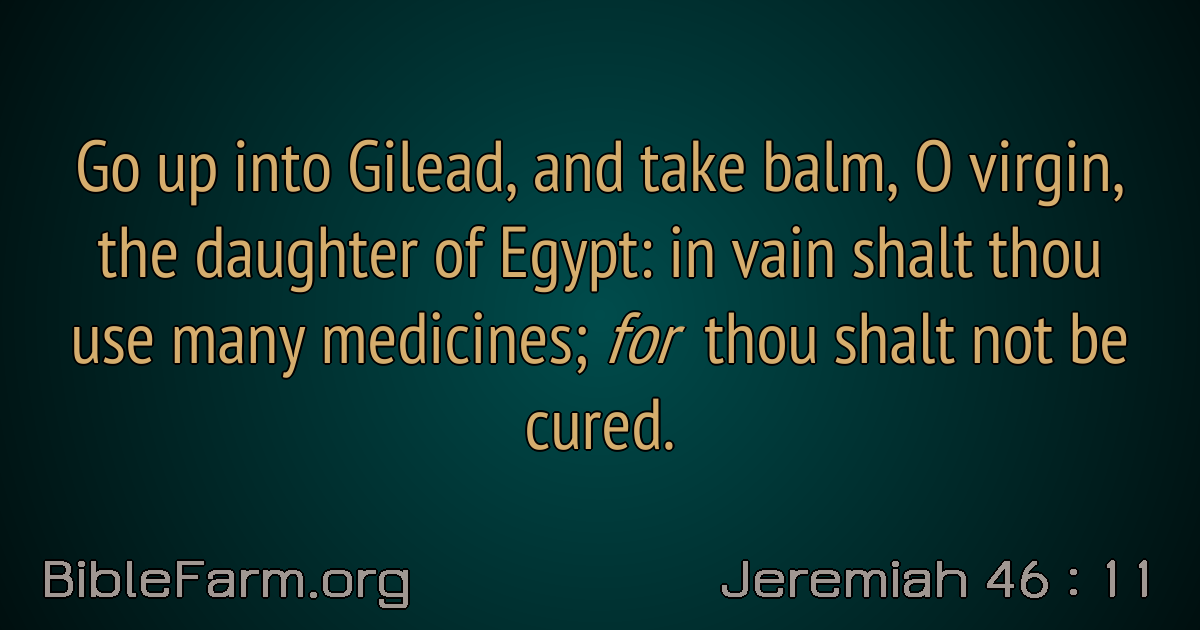 Go up into Gilead, and take balm, O virgin,
the daughter of Egypt: in vain shalt thou
use many medicines; for thou shalt not be
cured.
BibleFarm.org
Jeremiah 46 : 11